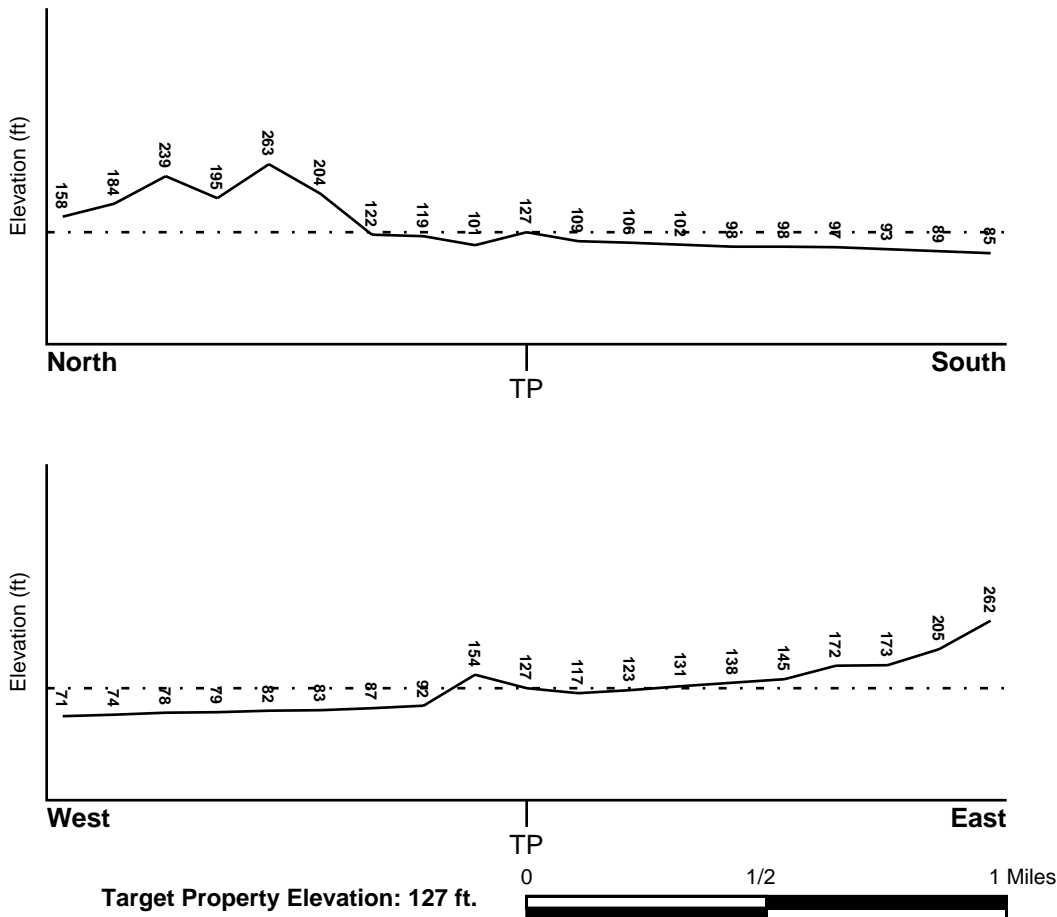 Elevation (ft)
158 184 239 195 263 204 122 119 101 127 109 106 102 98 98 97 93 89 85
North South
TP
Elevation (ft)
71 74 78 79 82 83 87 92 154 127 117 123 131 138 145 172 173 205 262
West East
TP
Target Property Elevation: 127 ft.
0 1/2 1 Miles